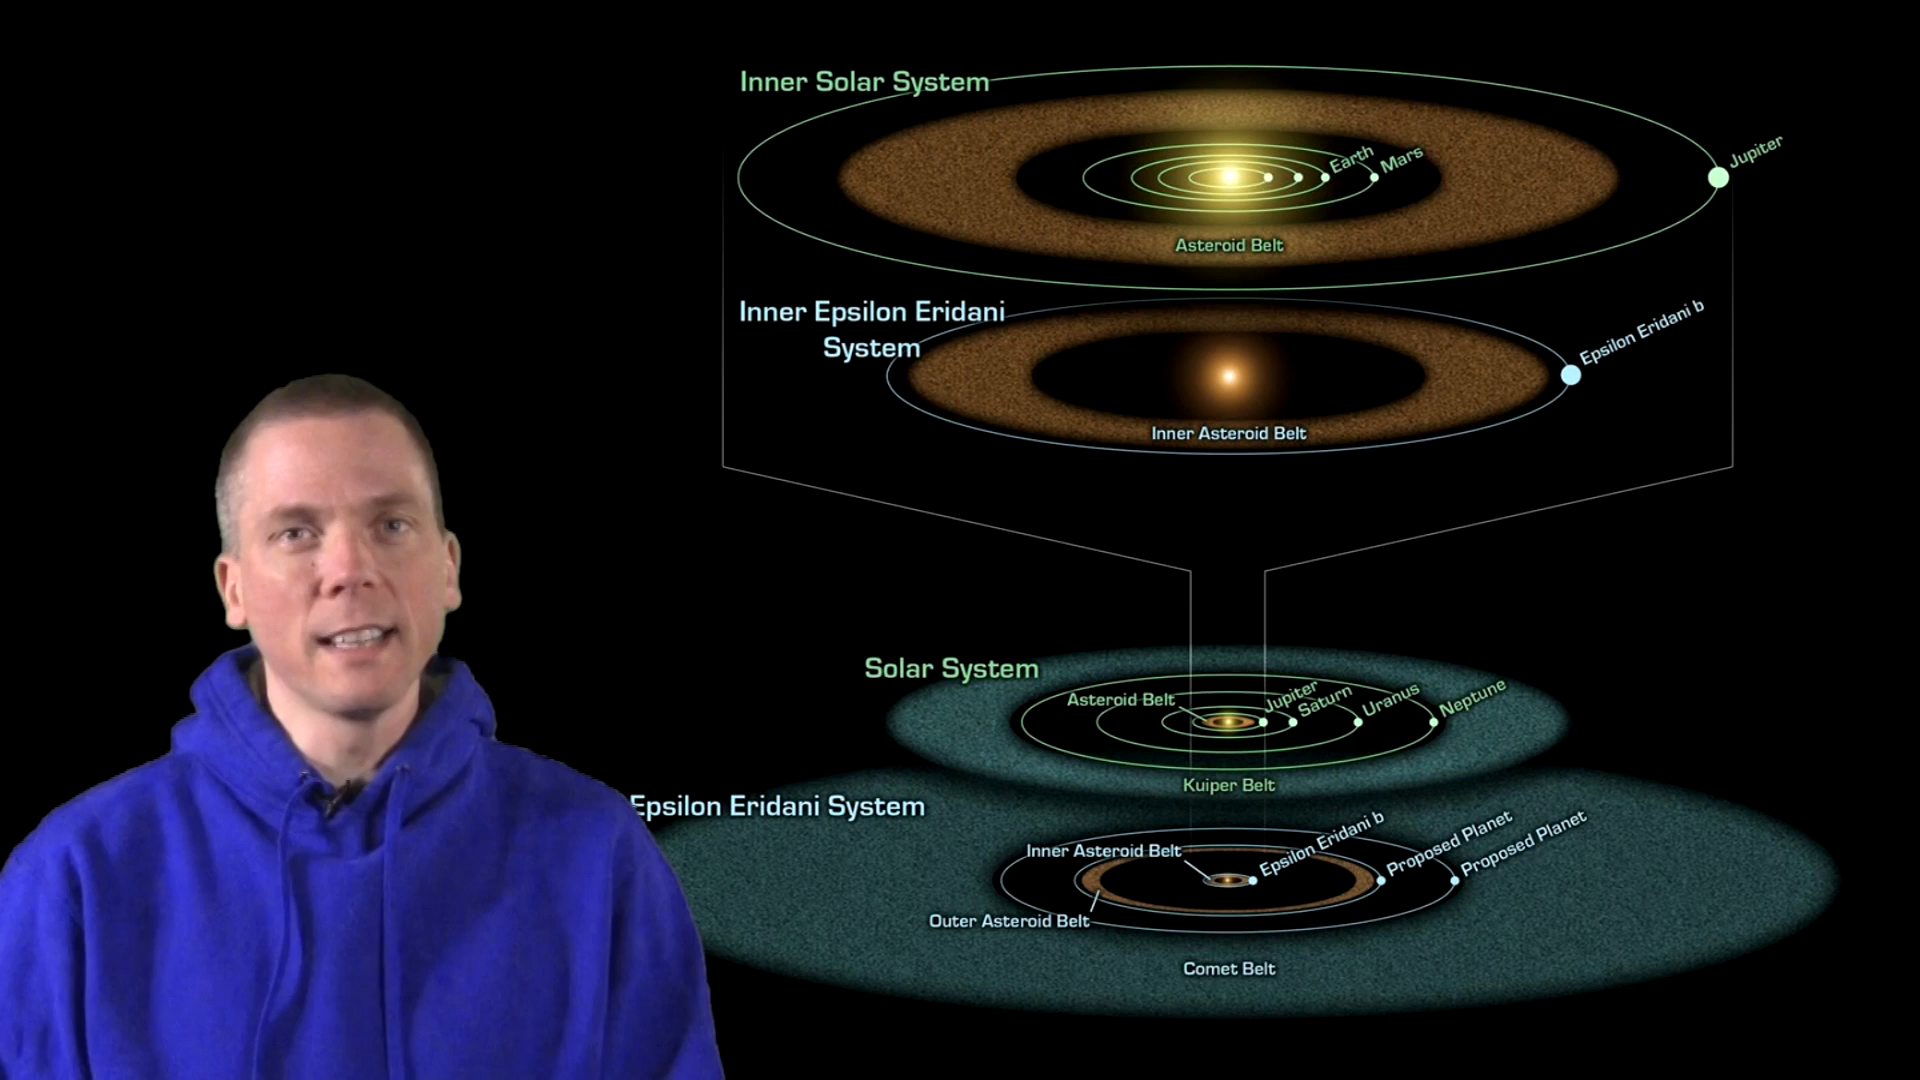 Inner Solar System
Jupiter
Earth
Mars
Asteroid Belt
Inner Epsilon Eridani
System
Epsilon Eridani b
Inner Asteroid Belt
Solar System
Asteroid Belt
Jupiter
Saturn
Uranus
Neptune
Kuiper Belt
Epsilon Eridani System
Inner Asteroid Belt
Epsilon Eridani b
Proposed Planet
Proposed Planet
Outer Asteroid Belt
Comet Belt